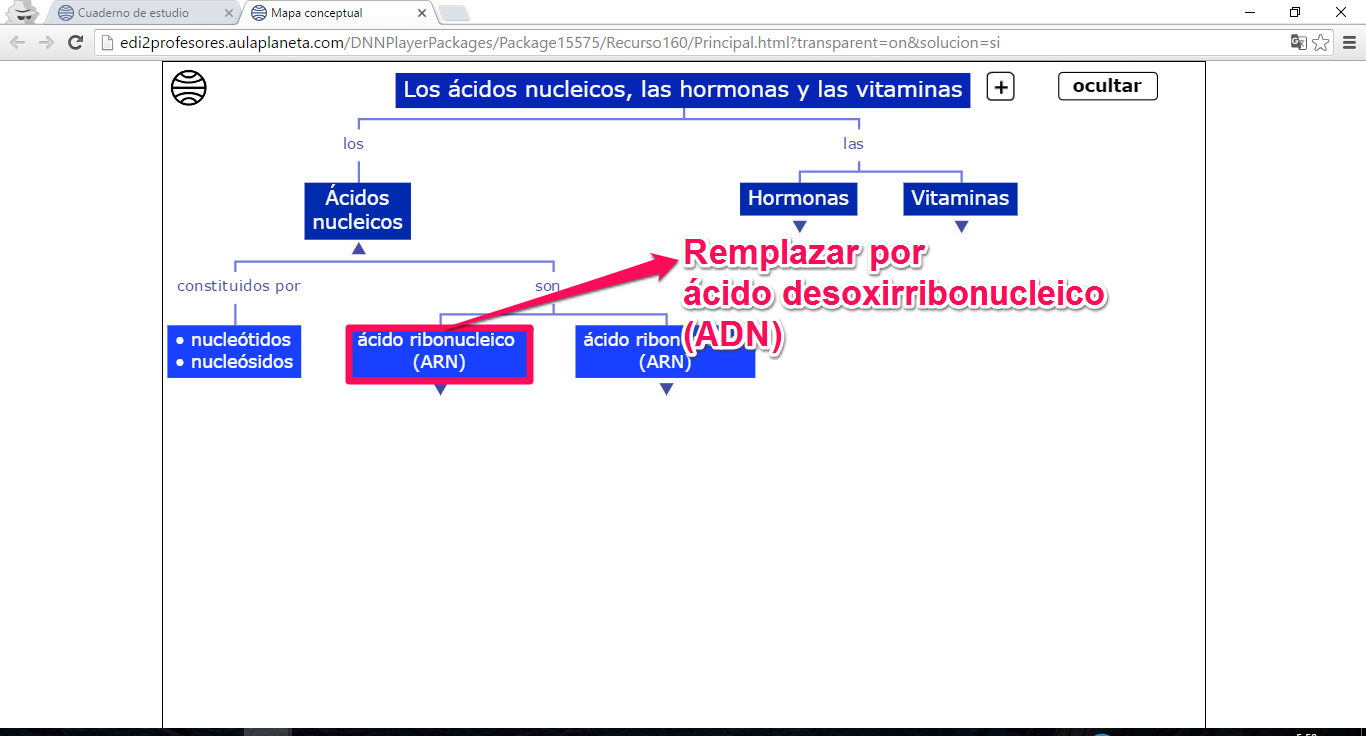 Cuaderno de estudio
Mapa conceptual
edi2profesores.aulaplaneta.com/DNNPlayerPackages/Package15575/Recurso160/Principal.html?transparent=on&solucion=si
Los ácidos nucleicos, las hormonas y las vitaminas
+
ocultar
los
las
Ácidos
nucleicos
Hormonas
Vitaminas
Remplazar por
ácido desoxirribonucleico
(ADN)
constituidos por
son
• nucleótidos
• nucleósidos
ácido ribonucleico
(ARN)
ácido ribon
(ARN)